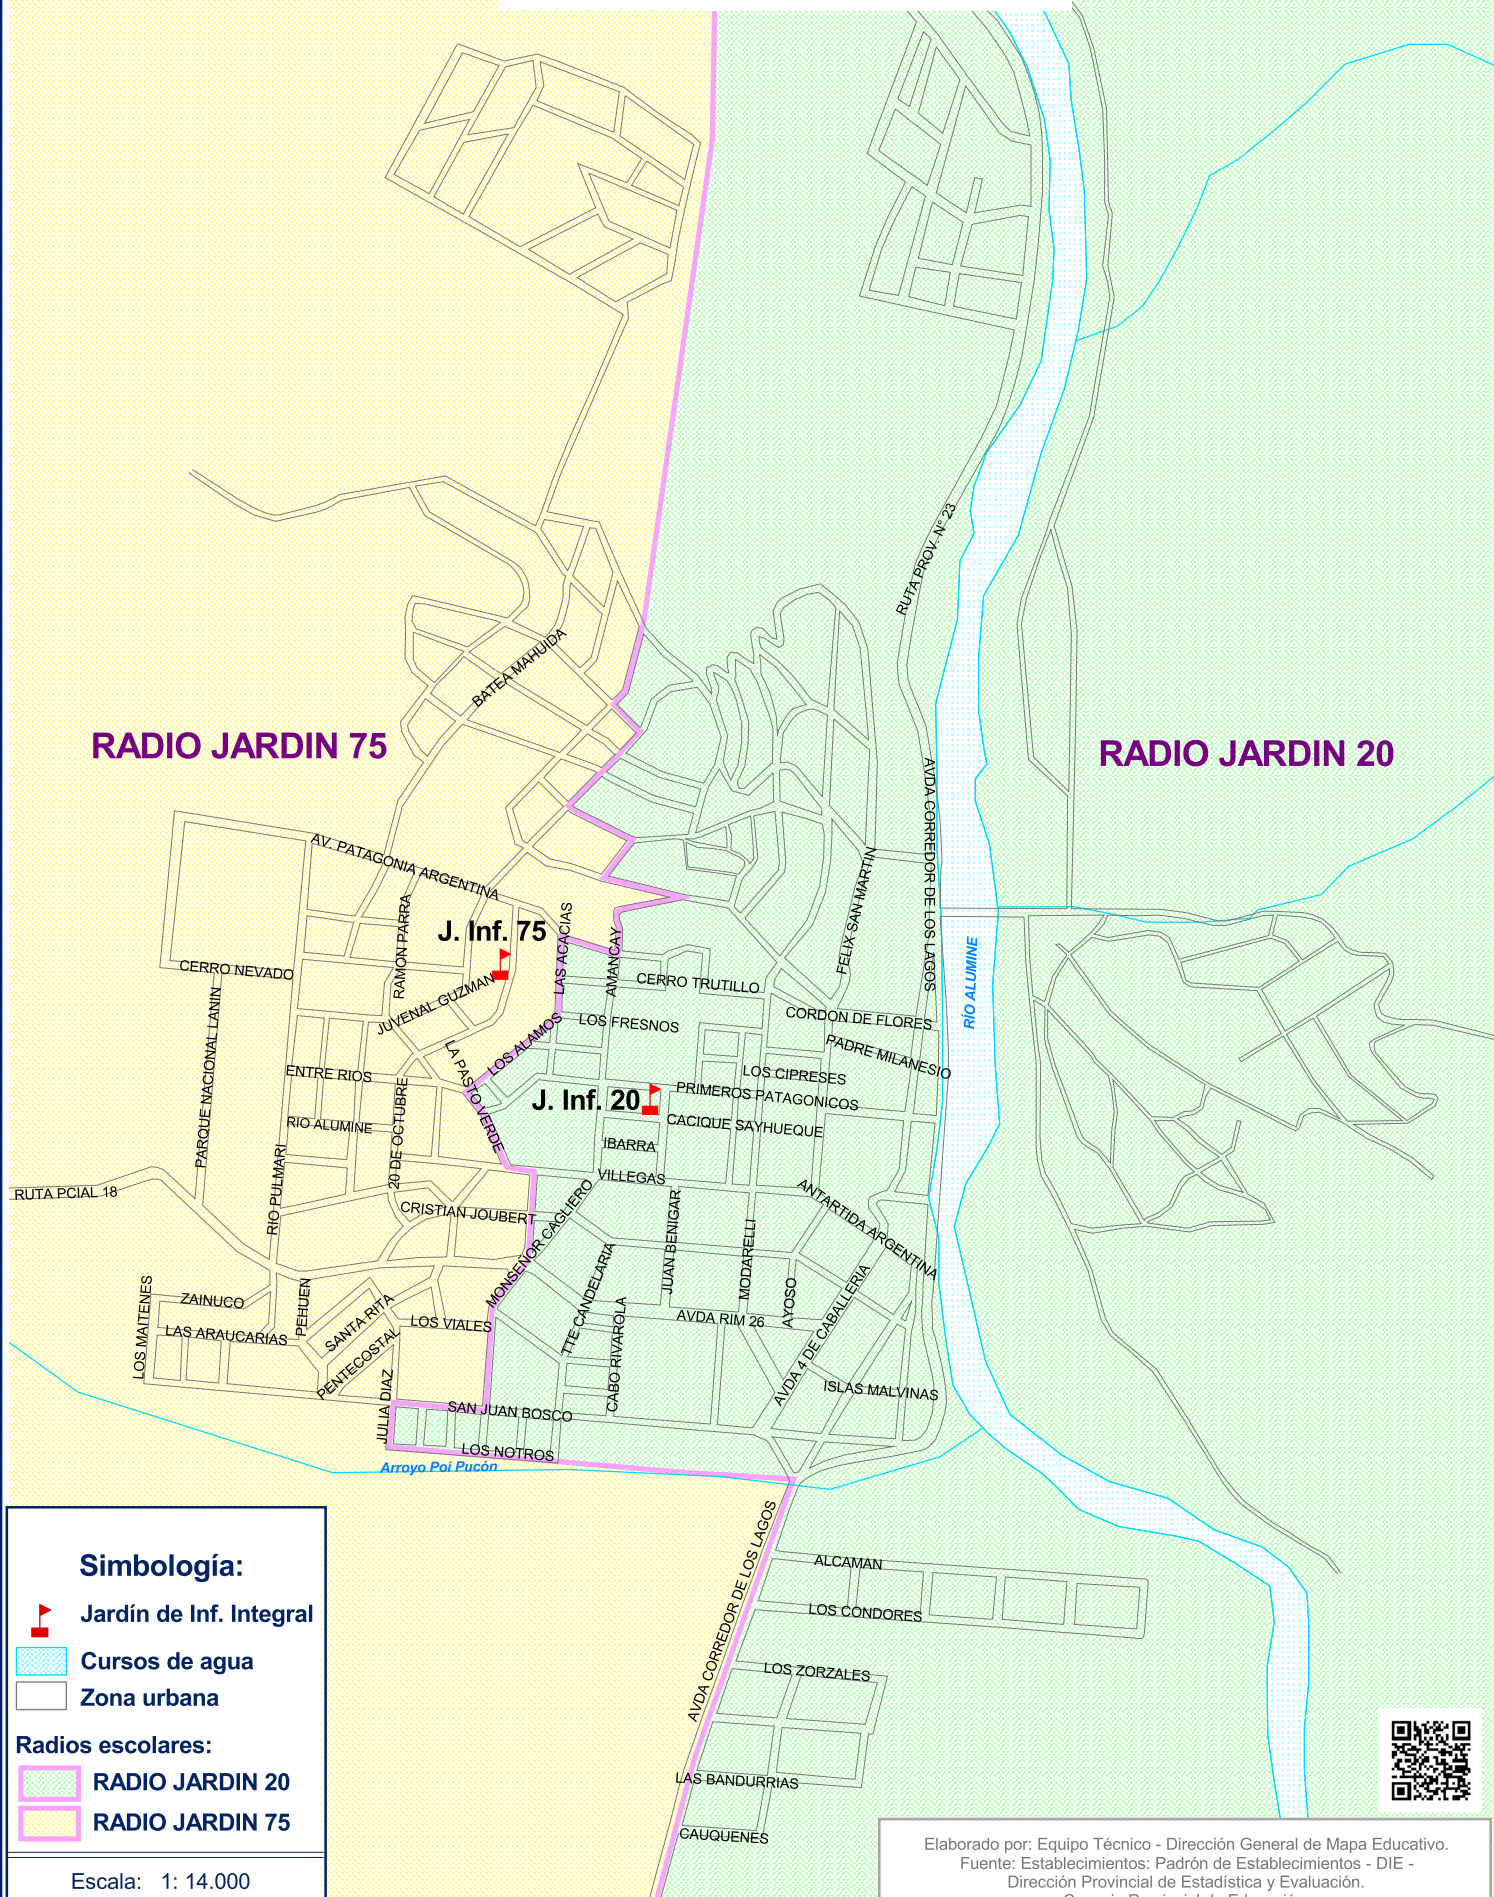 RUTA PROV. N° 23
BATEA MAHUIDA
RADIO JARDIN 75
RADIO JARDIN 20
AVDA CORREDOR DE LOS LAGOS
AV. PATAGONIA ARGENTINA
FELIX SAN MARTIN
RAMON PARRA
J. Inf. 75
LAS ACACIAS
AMANCAY
RÍO ALUMINE
CERRO NEVADO
JUVENAL GUZMAN
CERRO TRUTILLO
PARQUE NACIONAL LANIN
LOS ALAMOS
LOS FRESNOS
CORDON DE FLORES
PADRE MILANESIO
LA PASTO VERDE
ENTRE RIOS
LOS CIPRESES
J. Inf. 20
PRIMEROS PATAGONICOS
RIO ALUMINE
20 DE OCTUBRE
CACIQUE SAYHUEQUE
IBARRA
RIO PULMARI
VILLEGAS
RUTA PCIAL 18
CRISTIAN JOUBERT
MONSEÑOR CAGLIERO
JUAN BENIGAR
MODARELLI
ANTARTIDA ARGENTINA
TTE CANDELARIA
AYOSO
LOS MAITENES
ZAINUCO
PEHUEN
SANTA RITA
LOS VIALES
CABO RIVAROLA
AVDA RIM 26
AVDA 4 DE CABALLERIA
LAS ARAUCARIAS
PENTECOSTAL
JULIA DIAZ
ISLAS MALVINAS
SAN JUAN BOSCO
LOS NOTROS
Arroyo Poi Pucón
AVDA CORREDOR DE LOS LAGOS
ALCAMAN
LOS CONDORES
LOS ZORZALES
LAS BANDURRIAS
CAUQUENES
Simbología:
Jardín de Inf. Integral
Cursos de agua
Zona urbana
Radios escolares:
RADIO JARDIN 20
RADIO JARDIN 75
Escala: 1: 14.000
Elaborado por: Equipo Técnico - Dirección General de Mapa Educativo.
Fuente: Establecimientos: Padrón de Establecimientos - DIE -
Dirección Provincial de Estadística y Evaluación.